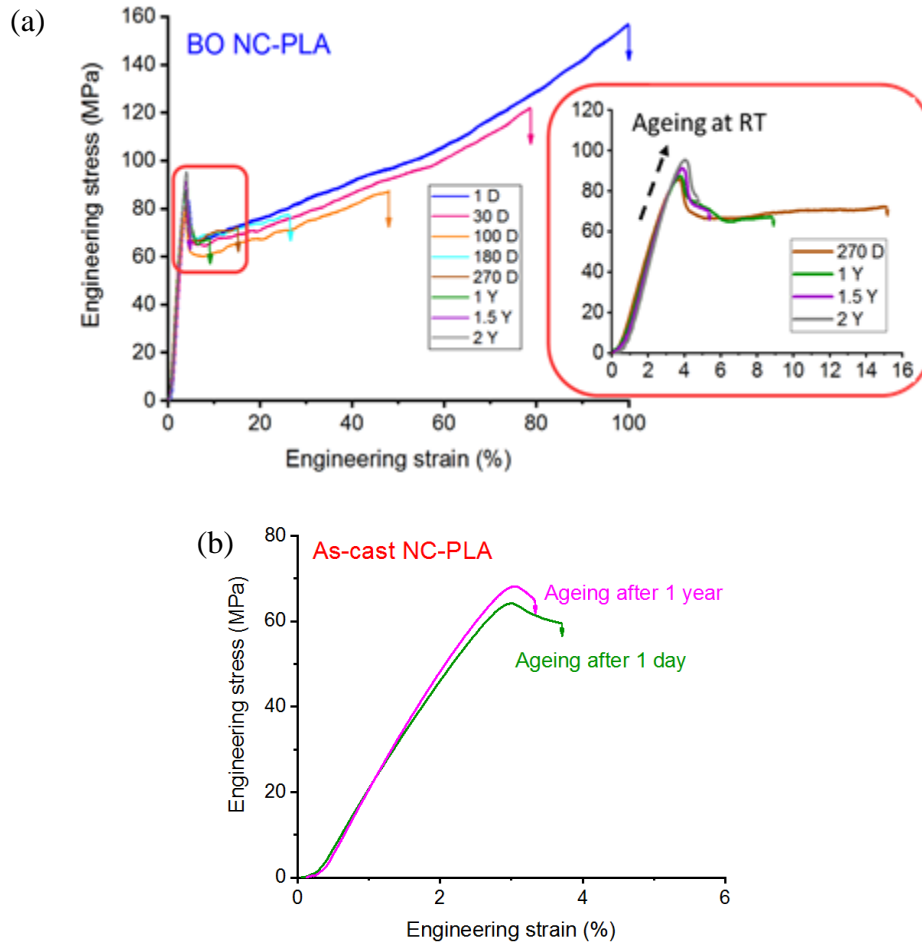 (a)
BO NC-PLA
Engineering stress (MPa)
160
140
120
100
80
60
40
20
0
0 20 40 60 80 100
Engineering strain (%)
1 D
30 D
100 D
180 D
270 D
1 Y
1.5 Y
2 Y
Ageing at RT
120
100
80
60
40
20
0
0 2 4 6 8 10 12 14 16
270 D
1 Y
1.5 Y
2 Y
(b)
As-cast NC-PLA
Engineering stress (MPa)
80
60
40
20
0
0 2 4 6
Engineering strain (%)
Ageing after 1 year
Ageing after 1 day